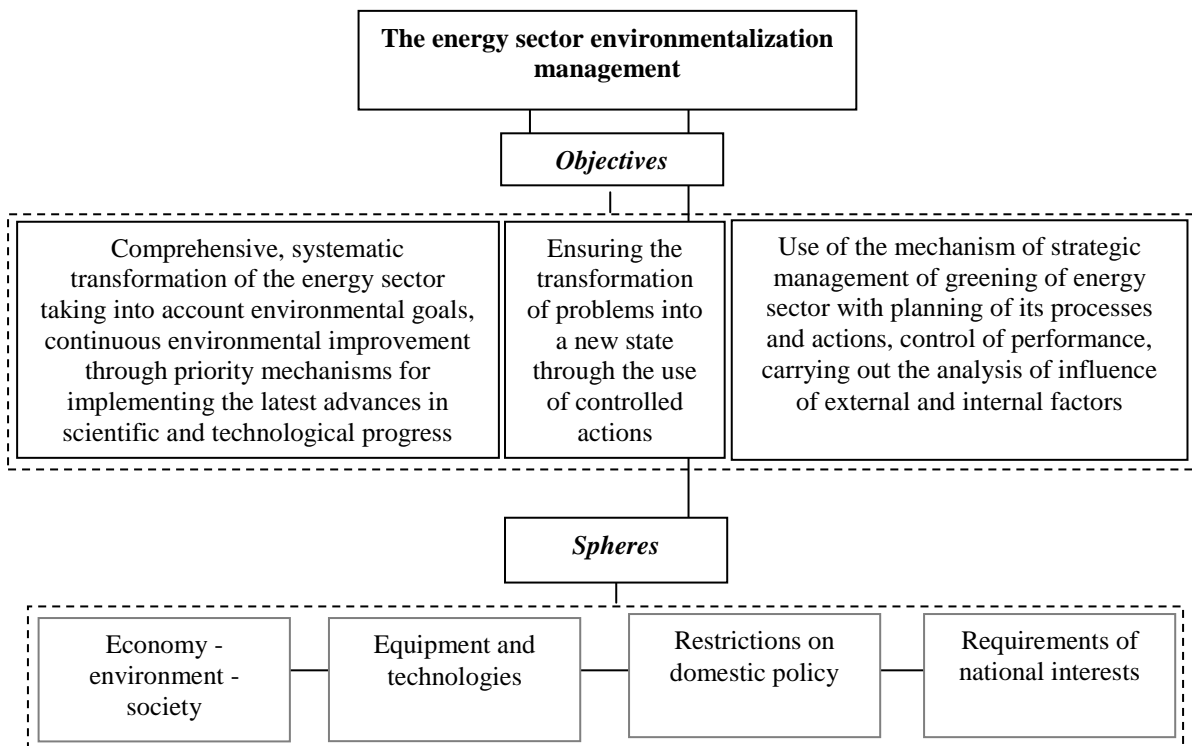 The energy sector environmentalization
management
Objectives
Comprehensive, systematic
transformation of the energy sector
taking into account environmental goals,
continuous environmental improvement
through priority mechanisms for
implementing the latest advances in
scientific and technological progress
Ensuring the
transformation
of problems into
a new state
through the use
of controlled
actions
Use of the mechanism of strategic
management of greening of energy
sector with planning of its processes
and actions, control of performance,
carrying out the analysis of influence
of external and internal factors
Spheres
Economy -
environment -
society
Equipment and
technologies
Restrictions on
domestic policy
Requirements of
national interests